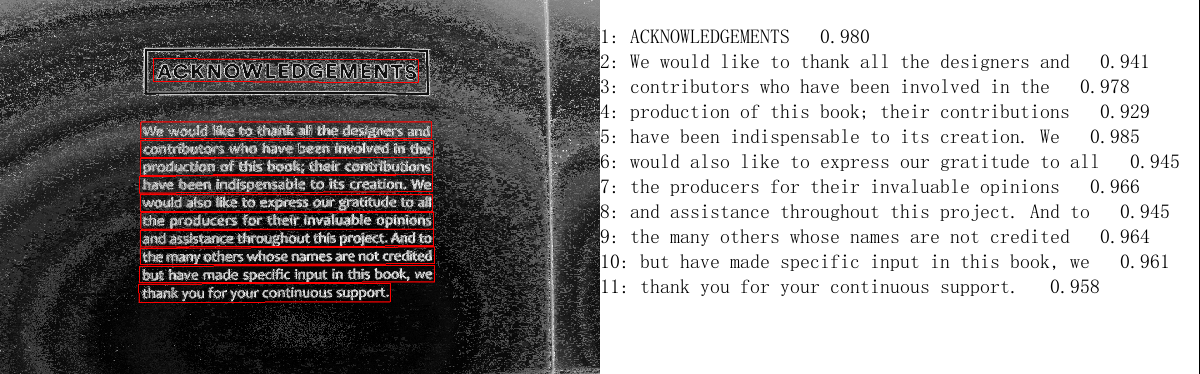 ACKNOWLEDGEMENTS
We would like to thank all the designers and
contributors who have been involved in the
production of this book; their contributions
have been indispensable to its creation. We
would also like to express our gratitude to all
the producers for their invaluable opinions
and assistance throughout this project. And to
the many others whose names are not credited
but have made specific input in this book, we
thank you for your continuous support.
1: ACKNOWLEDGEMENTS 0.980
2: We would like to thank all the designers and 0.941
3: contributors who have been involved in the 0.978
4: production of this book; their contributions 0.929
5: have been indispensable to its creation. We 0.985
6: would also like to express our gratitude to all 0.945
7: the producers for their invaluable opinions 0.966
8: and assistance throughout this project. And to 0.945
9: the many others whose names are not credited 0.964
10: but have made specific input in this book, we 0.961
11: thank you for your continuous support. 0.958